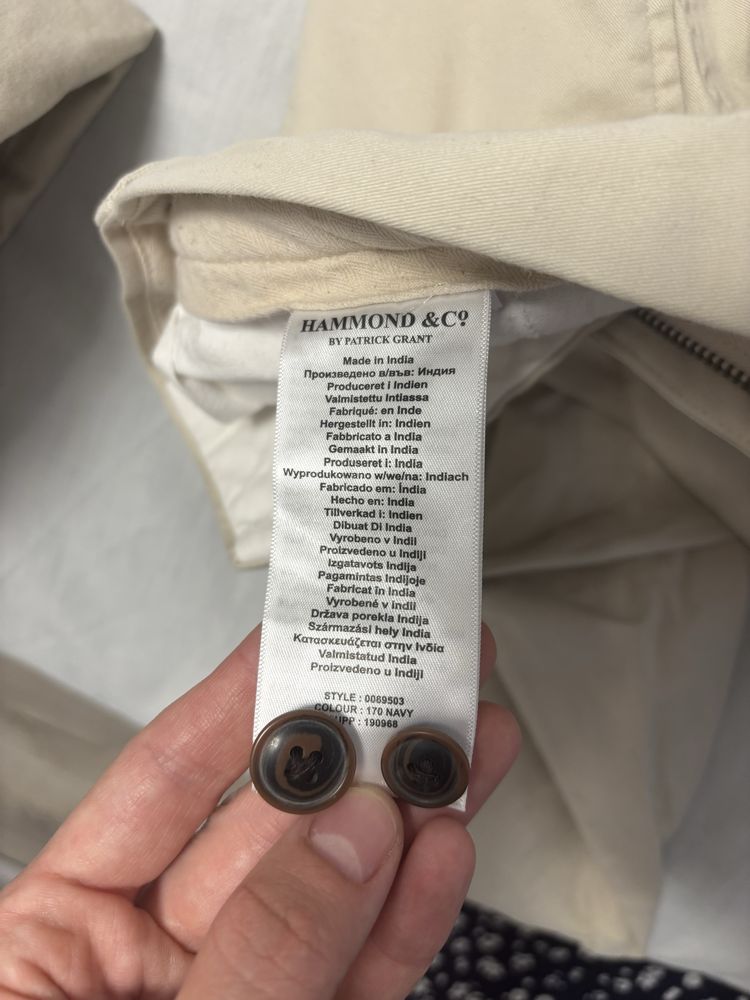 HAMMOND & Cº
BY PATRICK GRANT
Made in India
Произведено в/във: Индия
Produceret i Indien
Valmistettu Intiassa
Fabriqué: en Inde
Hergestellt in: Indien
Fabbricato a India
Gemaakt in India
Produseret i: India
Wyprodukowano w/we/na: Indiach
Fabricado em: Índia
Hecho en: India
Tillverkad i: Indien
Dibuat Di India
Vyrobeno v Indii
Proizvedeno u Indiji
Izgatavots Indija
Pagamintas Indijoje
Fabricat în India
Vyrobené v indii
Država porekla Indija
Származási hely India
Κατασκευάζεται στην Ινδία
Valmistatud India
Proizvedeno u Indiji
STYLE : 0069503
COLOUR : 170 NAVY
UPP : 190968